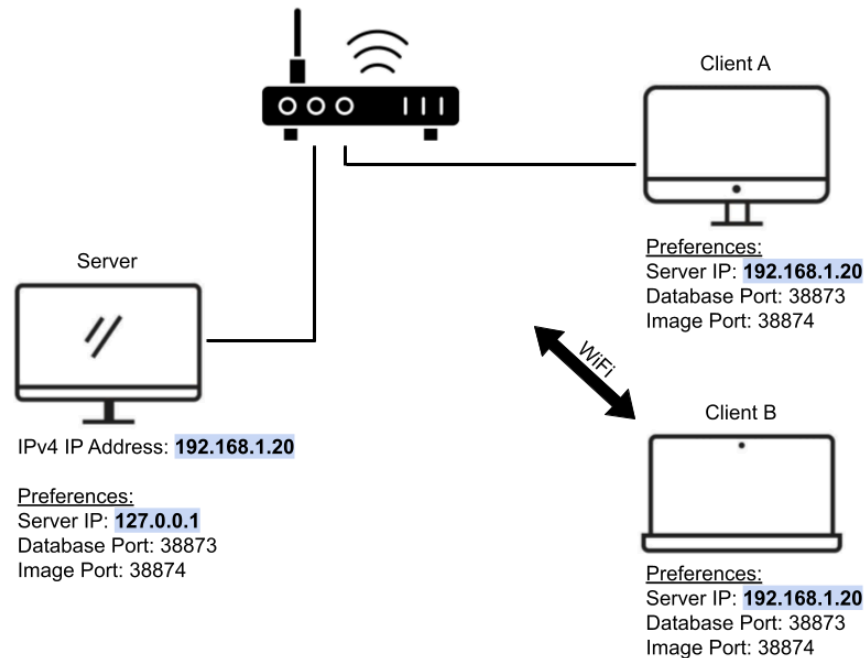 Client A
Preferences:
Server IP: 192.168.1.20
Database Port: 38873
Image Port: 38874
Server
IPv4 IP Address: 192.168.1.20
Preferences:
Server IP: 127.0.0.1
Database Port: 38873
Image Port: 38874
WiFi
Client B
Preferences:
Server IP: 192.168.1.20
Database Port: 38873
Image Port: 38874